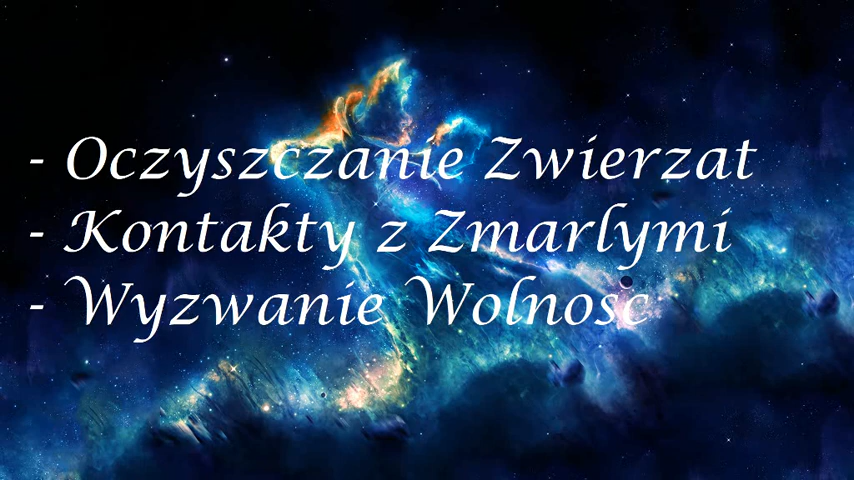 - Oczyszczanie Zwierzat
- Kontakty z Zmarlymi
- Wyzwanie Wolnosc